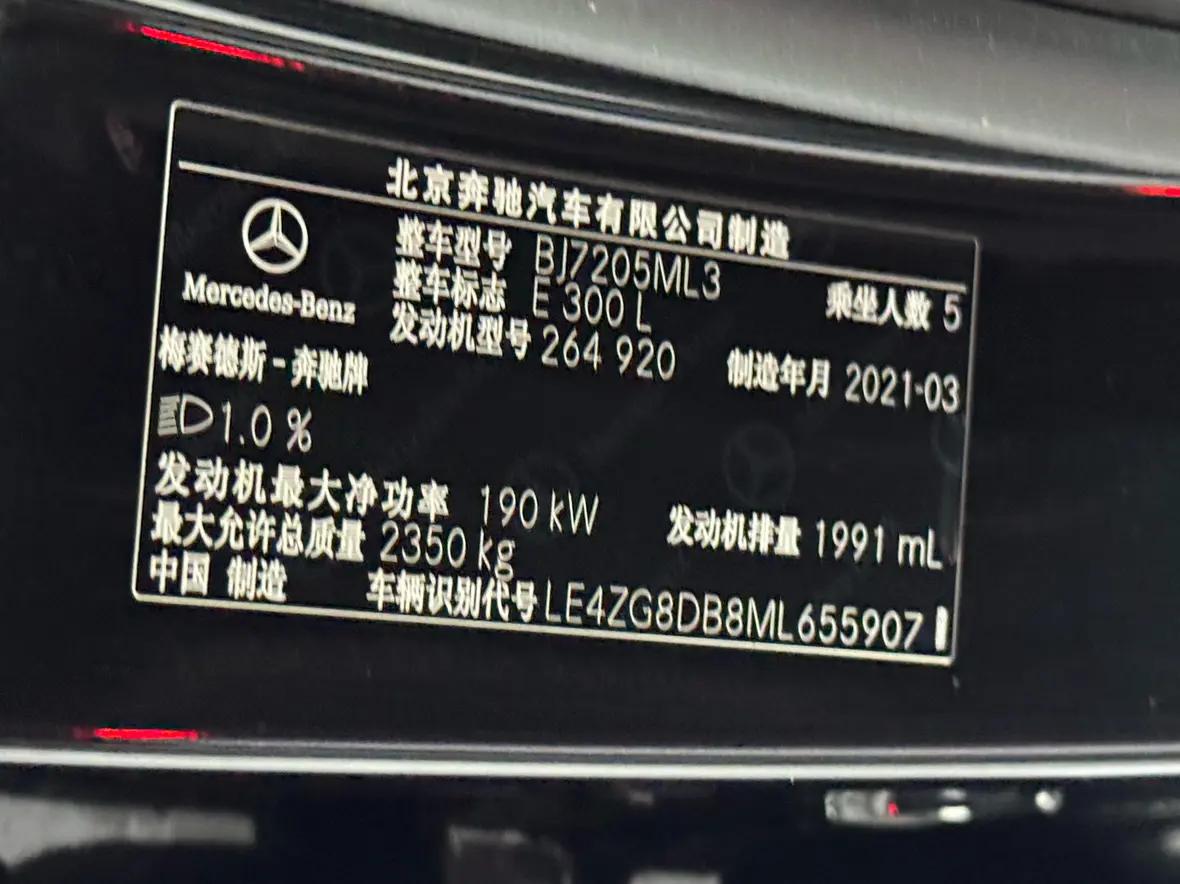 北京奔驰汽车有限公司制造
Mercedes-Benz
整车型号 BJ7205ML3
整车标志 E 300 L
乘坐人数 5
发动机型号 264 920
制造年月 2021-03
梅赛德斯-奔驰牌
1.0 %
发动机最大净功率 190 kW
发动机排量 1991 mL
最大允许总质量 2350 kg
中国 制造
车辆识别代号 LE4ZG8DB8ML655907